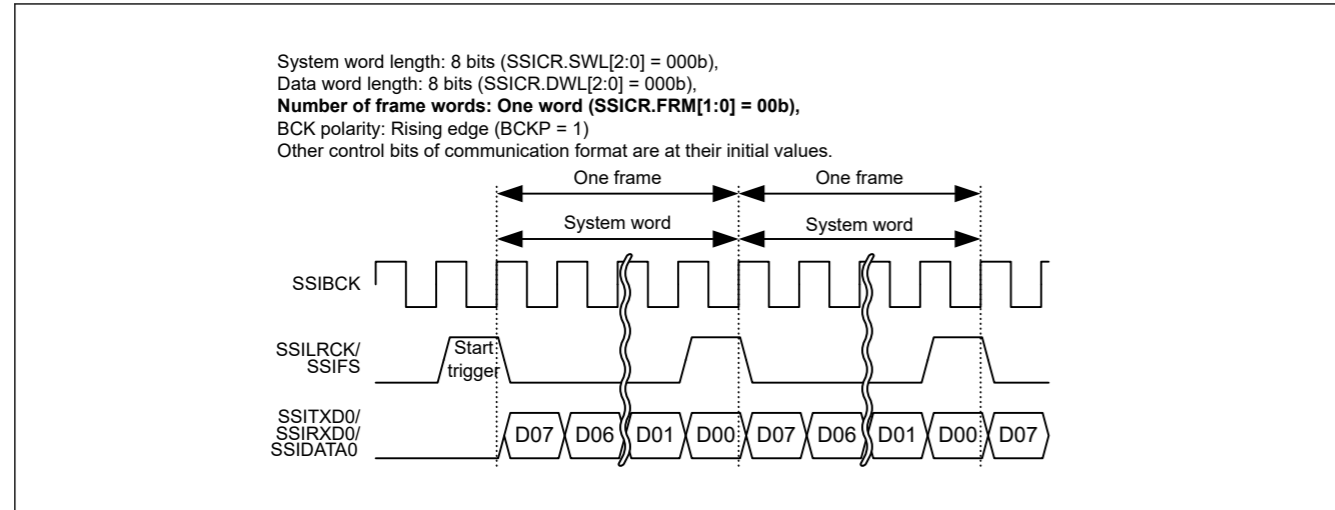 System word length: 8 bits (SSICR.SWL[2:0] = 000b),
Data word length: 8 bits (SSICR.DWL[2:0] = 000b),
Number of frame words: One word (SSICR.FRM[1:0] = 00b),
BCK polarity: Rising edge (BCKP = 1)
Other control bits of communication format are at their initial values.
One frame One frame
System word System word
SSIBCK
SSILRCK/
SSIFS
Start
trigger
SSITXD0/
SSIRXD0/
SSIDATA0
D07 D06 D01 D00 D07 D06 D01 D00 D07